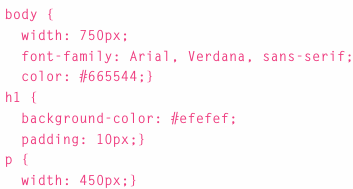 body {
  width: 750px;
  font-family: Arial, Verdana, sans-serif;
  color: #665544;}
h1 {
  background-color: #efefef;
  padding: 10px;}
p {
  width: 450px;}